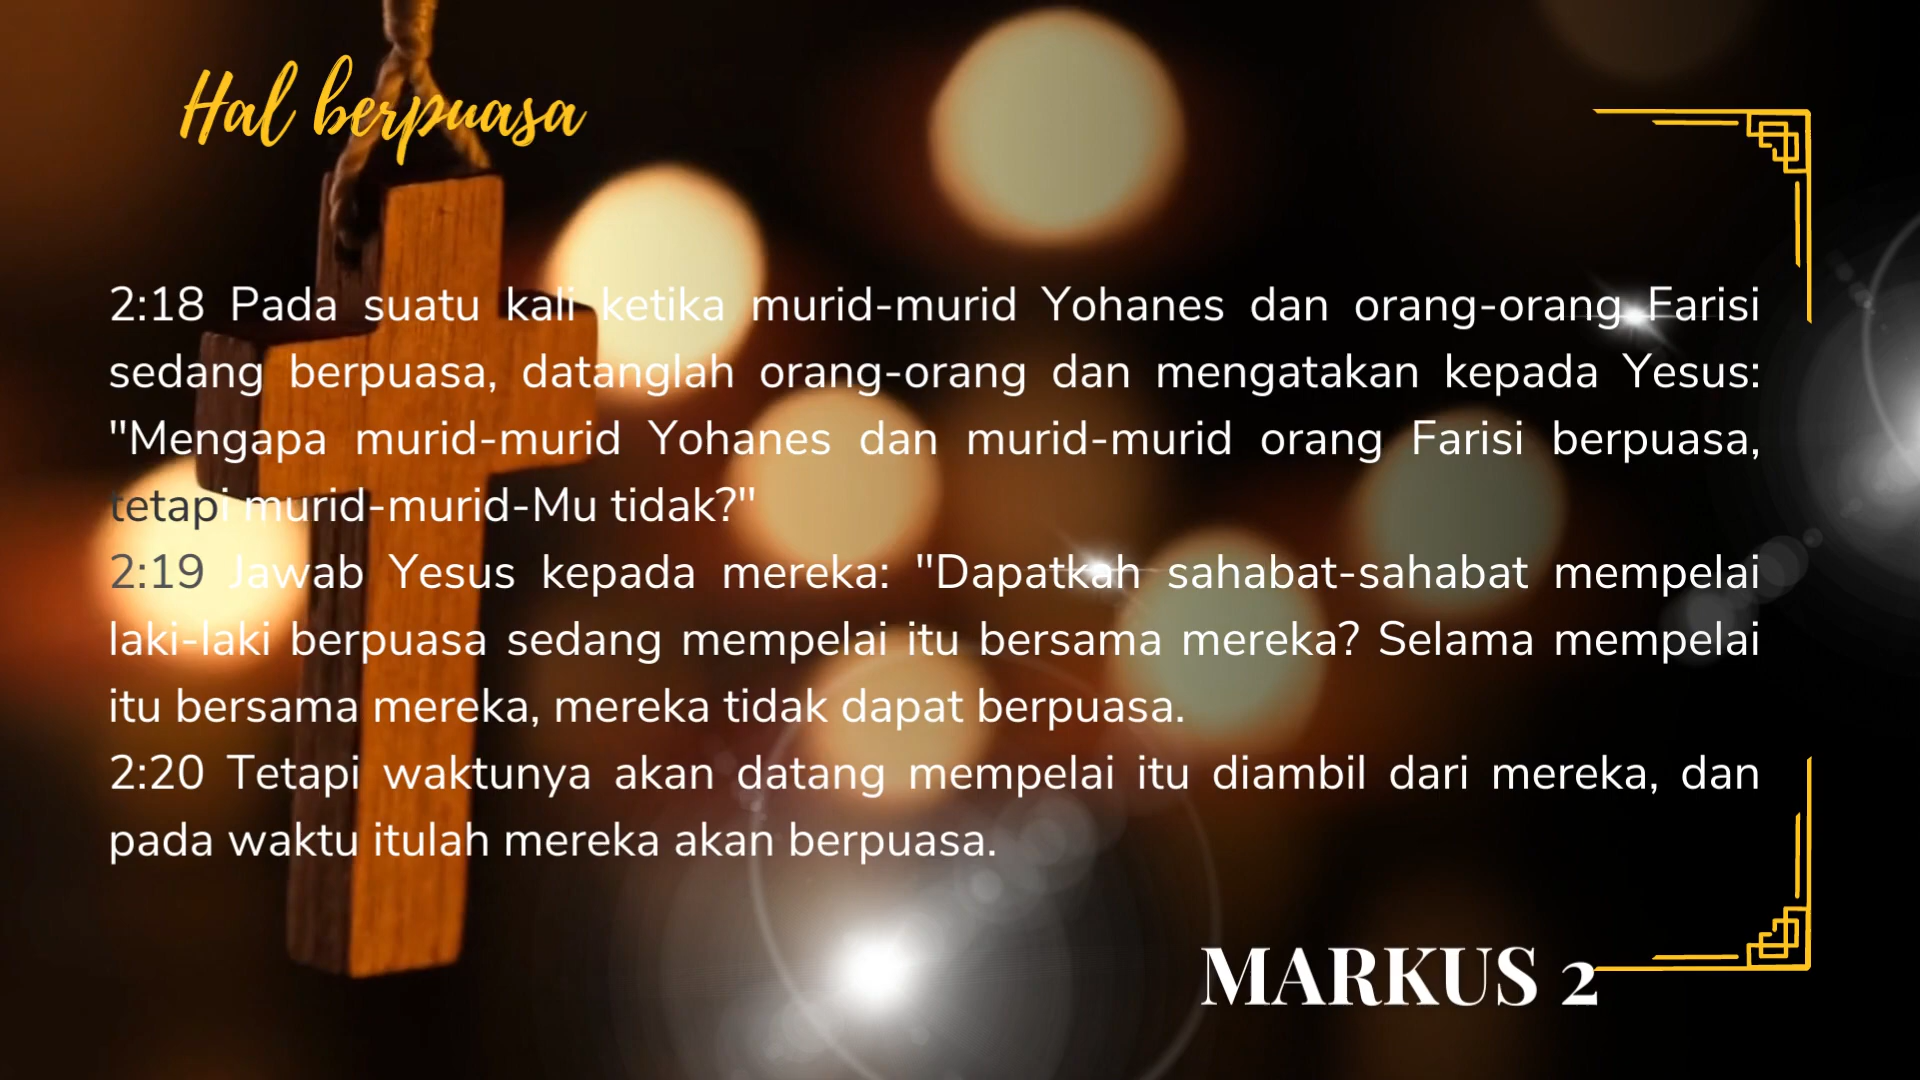 Hal berpuasa
2:18 Pada suatu kali ketika murid-murid Yohanes dan orang-orang Farisi
sedang berpuasa, datanglah orang-orang dan mengatakan kepada Yesus:
"Mengapa murid-murid Yohanes dan murid-murid orang Farisi berpuasa,
tetapi murid-murid-Mu tidak?"
2:19 Jawab Yesus kepada mereka: "Dapatkah sahabat-sahabat mempelai
laki-laki berpuasa sedang mempelai itu bersama mereka? Selama mempelai
itu bersama mereka, mereka tidak dapat berpuasa.
2:20 Tetapi waktunya akan datang mempelai itu diambil dari mereka, dan
pada waktu itulah mereka akan berpuasa.
MARKUS 2